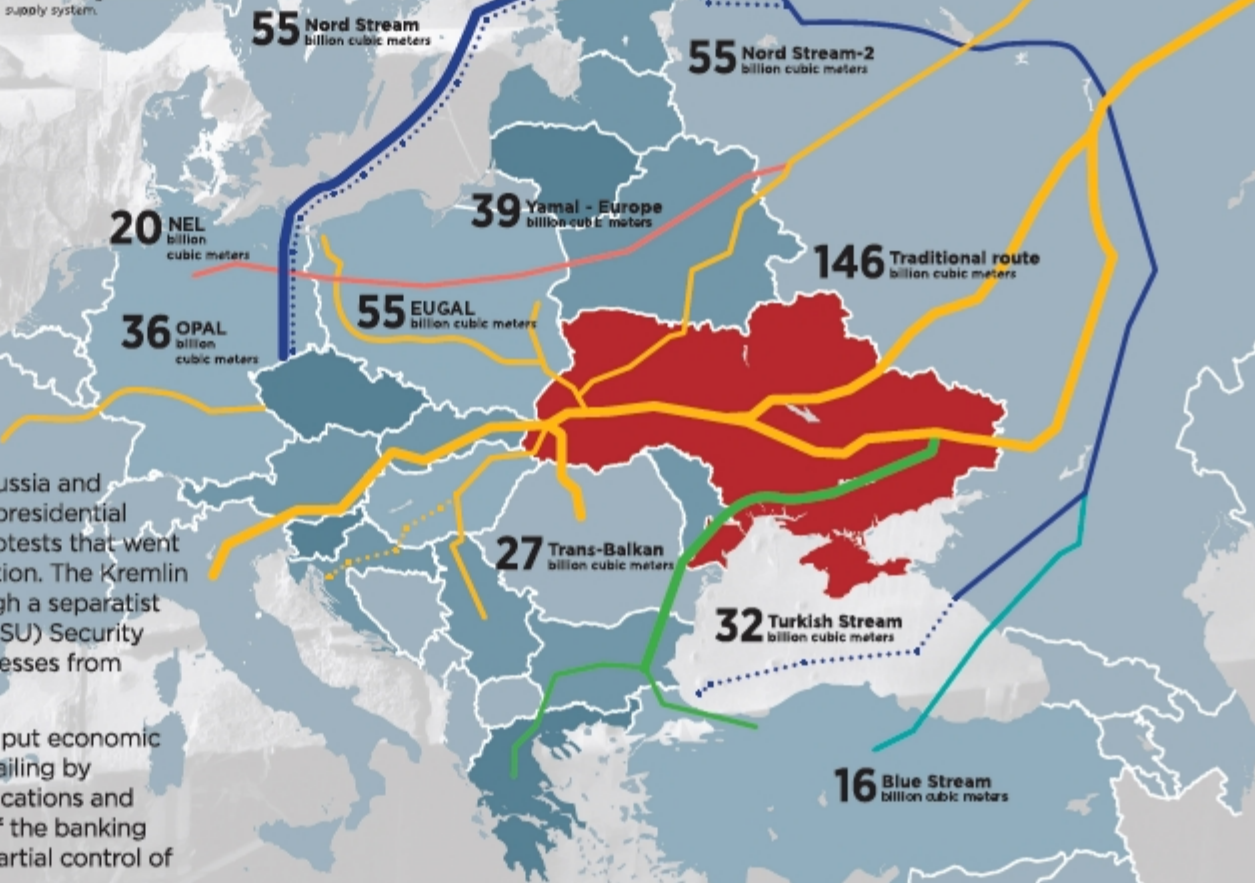 supply system.
55 Nord Stream
billion cubic meters
55 Nord Stream-2
billion cubic meters
39 Yamal - Europe
billion cubic meters
20 NEL
billion
cubic meters
146 Traditional route
billion cubic meters
55 EUGAL
billion cubic meters
36 OPAL
billion
cubic meters
ussia and
presidential
otests that went
tion. The Kremlin
gh a separatist
SU) Security
esses from
27 Trans-Balkan
billion cubic meters
32 Turkish Stream
billion cubic meters
put economic
ailing by
cations and
f the banking
artial control of
16 Blue Stream
billion cubic meters